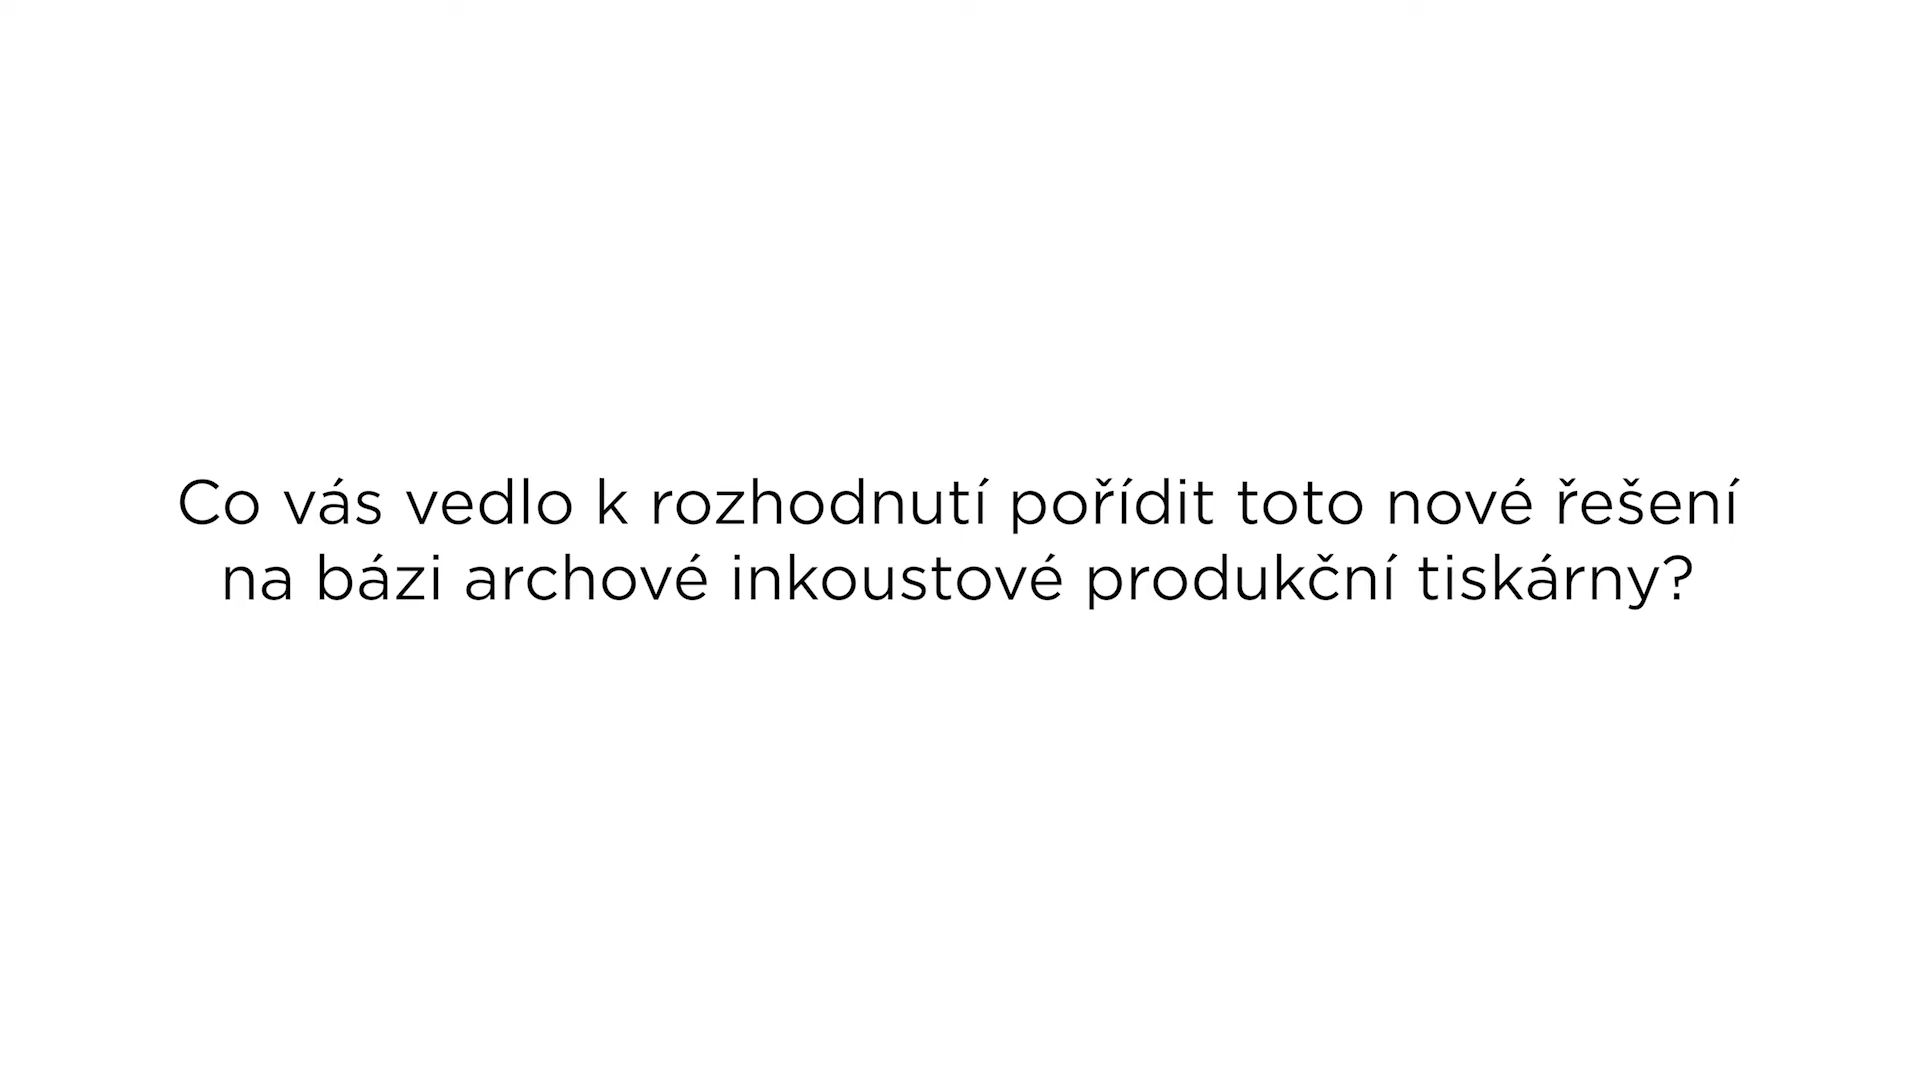 Co vás vedlo k rozhodnutí pořídit toto nové řešení
na bázi archové inkoustové produkční tiskárny?